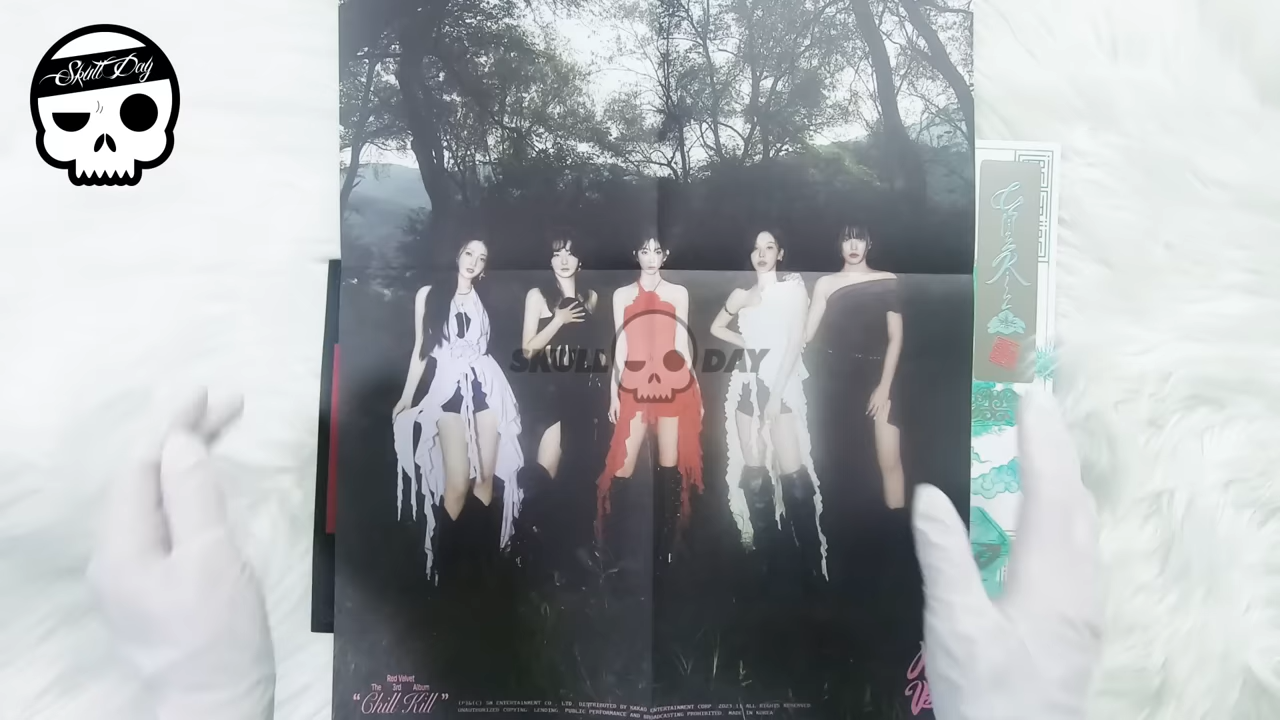 Skull Day
SKULL DAY
Red Velvet
The 3rd Album
“Chill Kill”
(P)&(C) SM ENTERTAINMENT CO., LTD. DISTRIBUTED BY KAKAO ENTERTAINMENT CORP. 2023.11 ALL RIGHTS RESERVED
UNAUTHORIZED COPYING, LENDING, PUBLIC PERFORMANCE AND BROADCASTING PROHIBITED. MADE IN KOREA